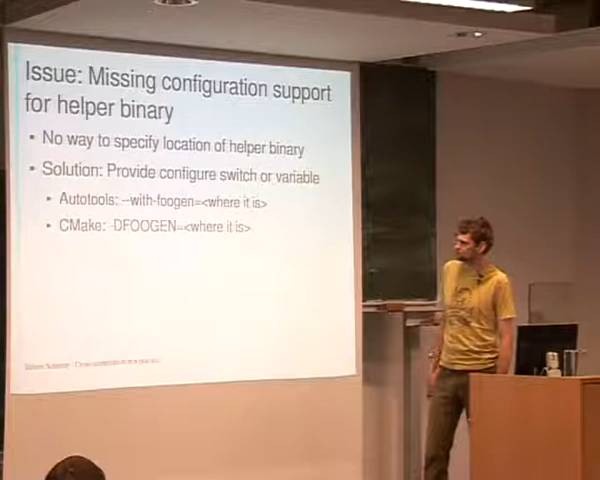 Issue: Missing configuration support
for helper binary
• No way to specify location of helper binary
• Solution: Provide configure switch or variable
• Autotools: --with-foogen=<where it is>
• CMake: -DFOOGEN=<where it is>